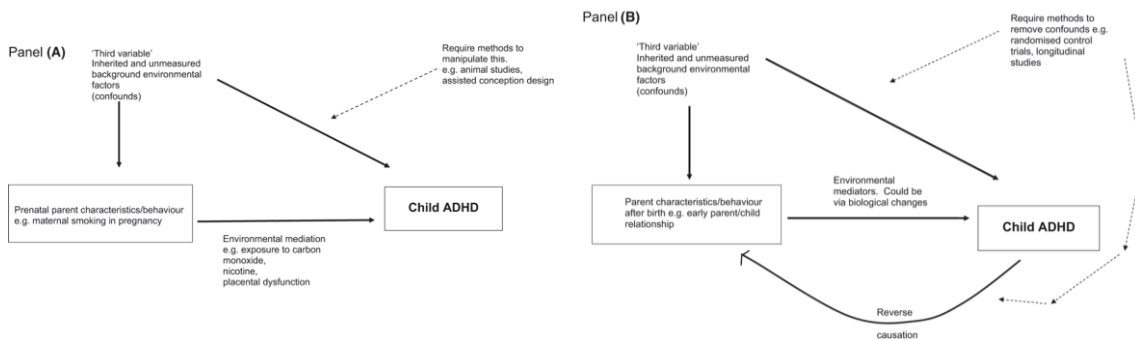 Panel (A)
'Third variable'
Inherited and unmeasured
background environmental
factors
(confounds)
Require methods to
manipulate this.
e.g. animal studies,
assisted conception design
Prenatal parent characteristics/behaviour
e.g. maternal smoking in pregnancy
Child ADHD
Environmental mediation
e.g. exposure to carbon
monoxide,
nicotine,
placental dysfunction
Panel (B)
'Third variable'
Inherited and unmeasured
background environmental
factors
(confounds)
Require methods to
remove confounds e.g.
randomised control
trials, longitudinal
studies
Parent characteristics/behaviour
after birth e.g. early parent/child
relationship
Environmental
mediators. Could be
via biological changes
Child ADHD
Reverse
causation